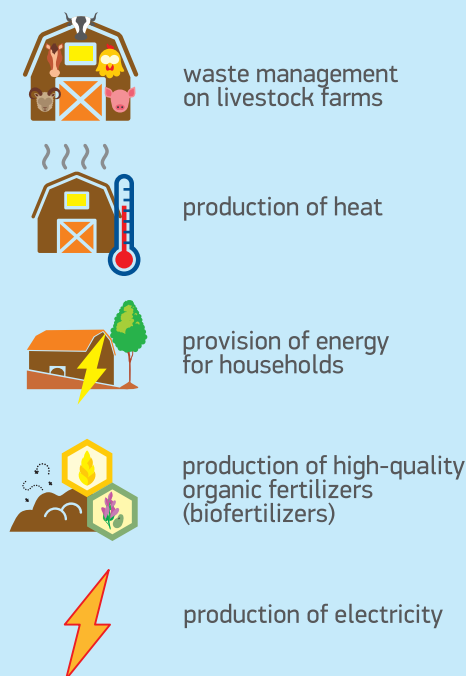 waste management
on livestock farms
production of heat
provision of energy
for households
production of high-quality
organic fertilizers
(biofertilizers)
production of electricity